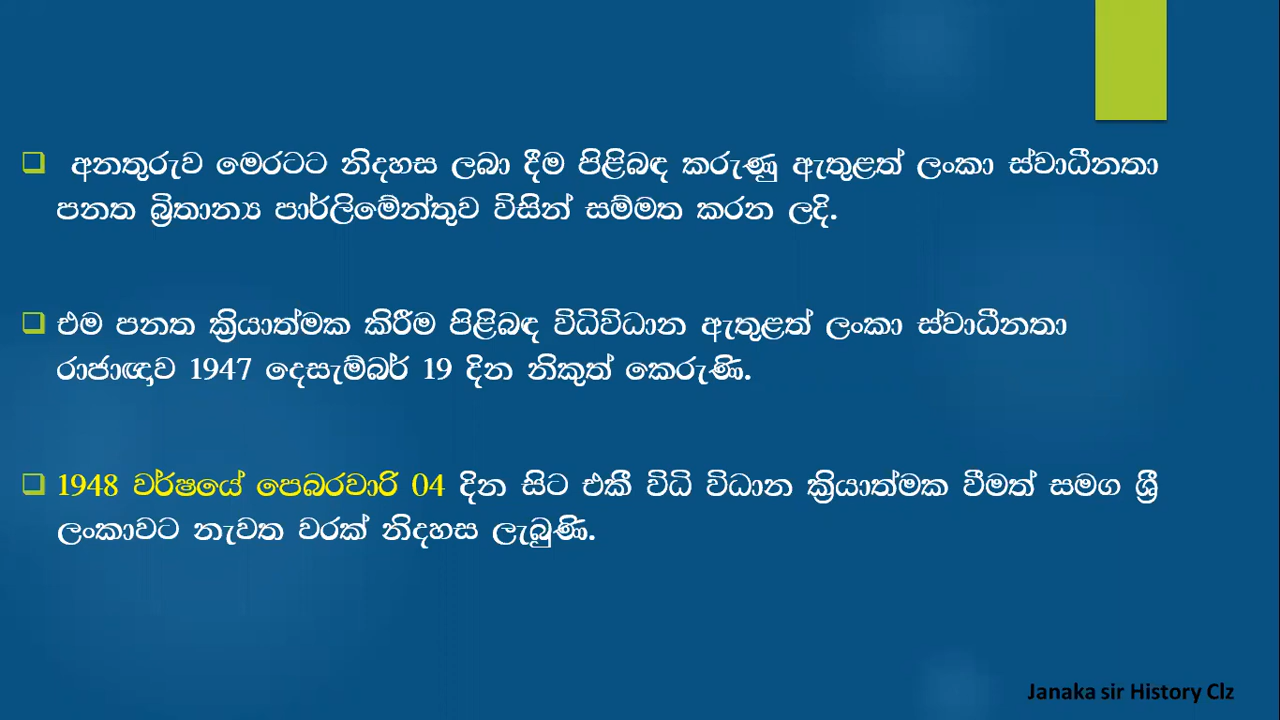 අනතුරුව මෙරටට නිදහස ලබා දීම පිළිබඳ කරුණු ඇතුළත් ලංකා ස්වාධීනතා
පනත බ්‍රිතාන්‍ය පාර්ලිමේන්තුව විසින් සම්මත කරන ලදි.
එම පනත ක්‍රියාත්මක කිරීම පිළිබඳ විධිවිධාන ඇතුළත් ලංකා ස්වාධීනතා
රාජාඥාව 1947 දෙසැම්බර් 19 දින නිකුත් කෙරුණි.
1948 වර්ෂයේ පෙබරවාරි 04 දින සිට එකී විධි විධාන ක්‍රියාත්මක වීමත් සමග ශ්‍රී
ලංකාවට නැවත වරක් නිදහස ලැබුණි.
Janaka sir History Clz